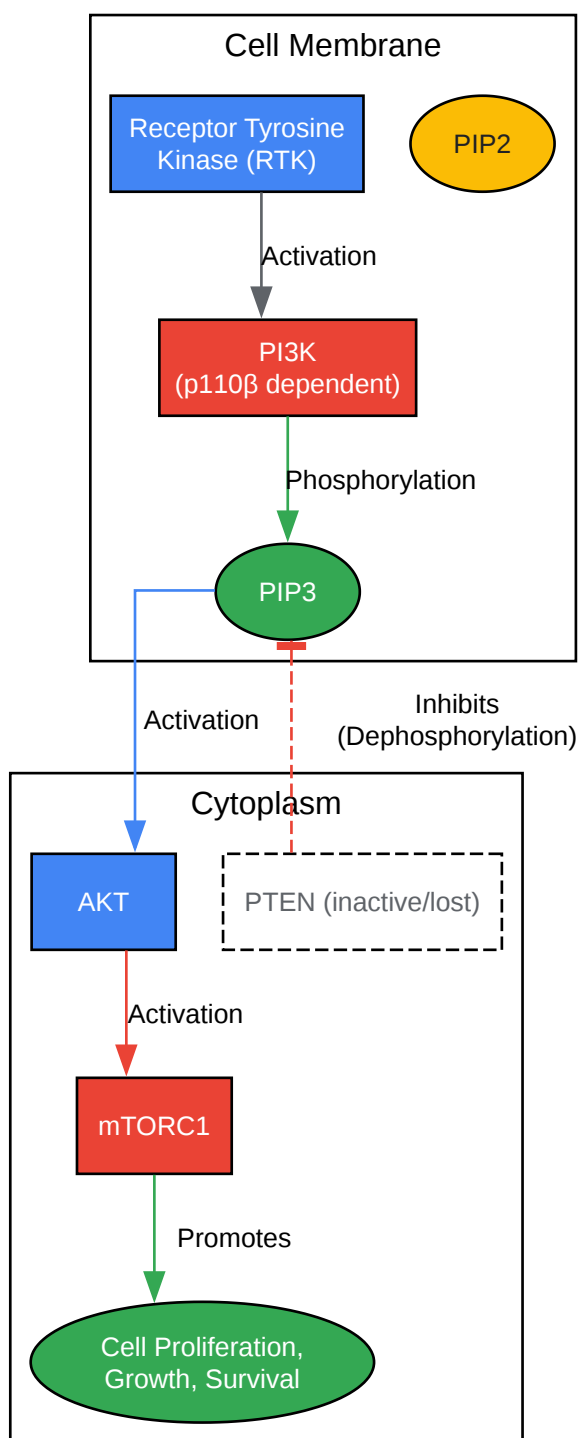 Cell Membrane
Receptor Tyrosine
Kinase (RTK)
PIP2
Activation
PI3K
(p110β dependent)
Phosphorylation
PIP3
Activation
Inhibits
(Dephosphorylation)
Cytoplasm
AKT
PTEN (inactive/lost)
Activation
mTORC1
Promotes
Cell Proliferation,
Growth, Survival